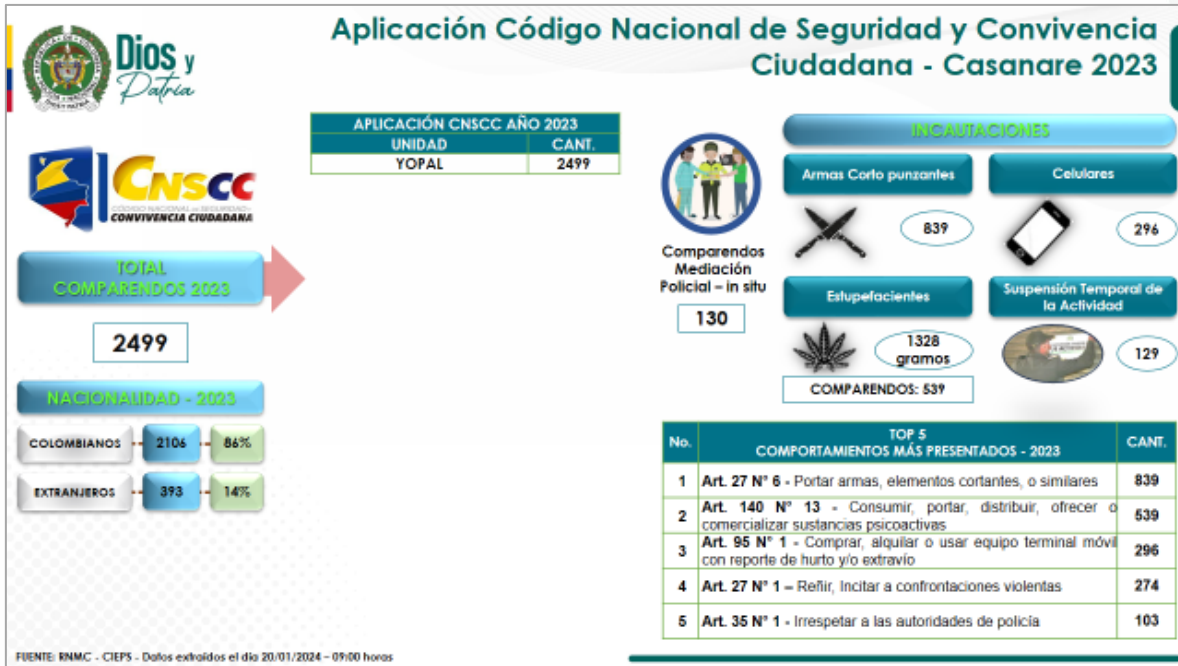 Aplicación Código Nacional de Seguridad y Convivencia
Ciudadana - Casanare 2023
Dios y
Patria
CNSCC
CÓDIGO NACIONAL DE SEGURIDAD Y
CONVIVENCIA CIUDADANA
TOTAL
COMPARENDOS 2023
2499
NACIONALIDAD - 2023
COLOMBIANOS 2106 86%
EXTRANJEROS 393 14%
APLICACIÓN CNSCC AÑO 2023
UNIDAD CANT.
YOPAL 2499
Comparendos
Mediación
Policial – in situ
130
INCAUTACIONES
Armas Corto punzantes
839
Celulares
296
Estupefacientes
1328
gramos
COMPARENDOS: 539
Suspensión Temporal de
la Actividad
129
No. TOP 5
COMPORTAMIENTOS MÁS PRESENTADOS - 2023 CANT.
1 Art. 27 N° 6 - Portar armas, elementos cortantes, o similares 839
2 Art. 140 N° 13 - Consumir, portar, distribuir, ofrecer o
comercializar sustancias psicoactivas 539
3 Art. 95 N° 1 - Comprar, alquilar o usar equipo terminal móvil
con reporte de hurto y/o extravío 296
4 Art. 27 N° 1 – Reñir, Incitar a confrontaciones violentas 274
5 Art. 35 N° 1 - Irrespetar a las autoridades de policía 103
FUENTE: RNMC - CIEPS - Datos extraídos el día 20/01/2024 – 09:00 horas